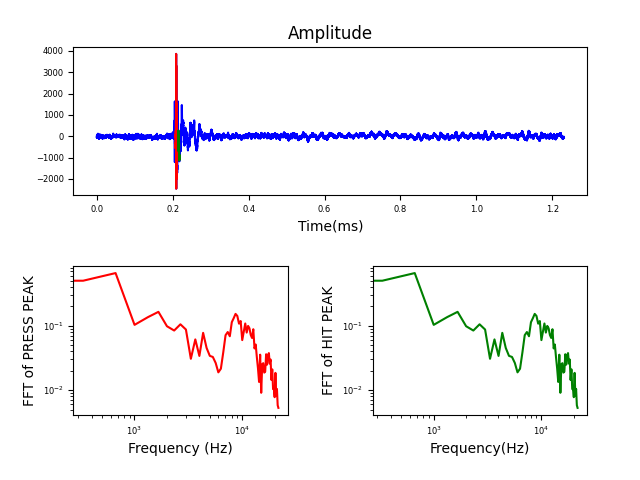 Amplitude
4000
3000
2000
1000
0
−1000
−2000
0.0 0.2 0.4 0.6 0.8 1.0 1.2
Time(ms)
FFT of PRESS PEAK
10⁻¹
10⁻²
10³ 10⁴
Frequency (Hz)
FFT of HIT PEAK
10⁻¹
10⁻²
10³ 10⁴
Frequency(Hz)